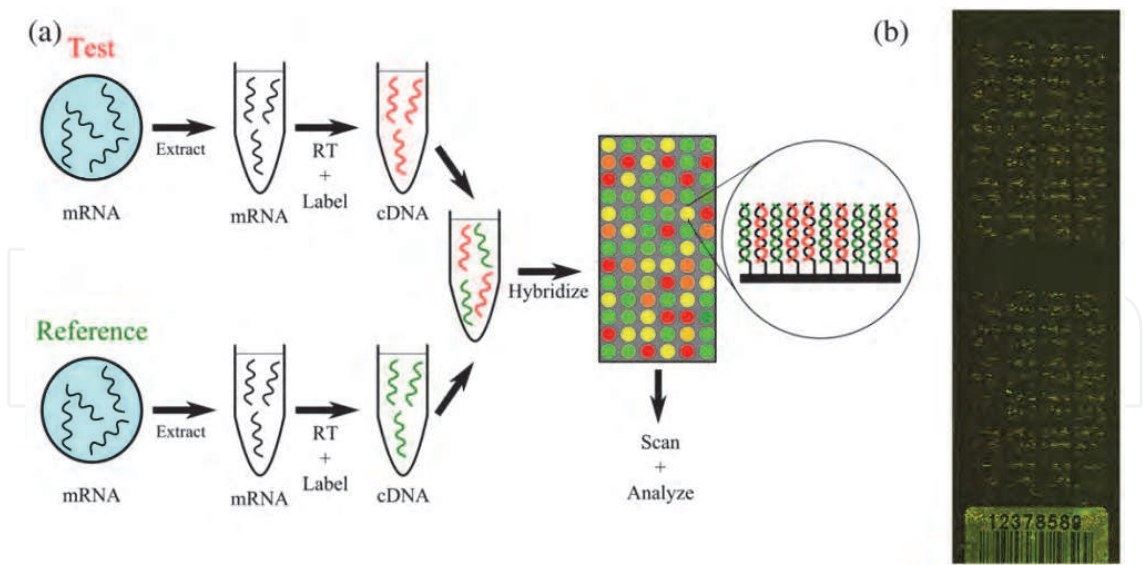 (a)
Test
mRNA
Extract
mRNA
RT
+
Label
cDNA
Reference
mRNA
Extract
mRNA
RT
+
Label
cDNA
Hybridize
Scan
+
Analyze
(b)
12378589